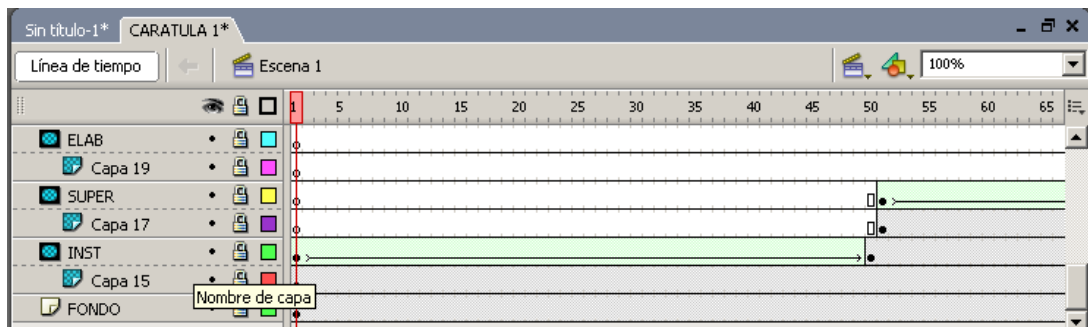 Sin título-1* CARATULA 1*
Línea de tiempo Escena 1 100%
1 5 10 15 20 25 30 35 40 45 50 55 60 65
ELAB
Capa 19
SUPER
Capa 17
INST
Capa 15
Nombre de capa
FONDO